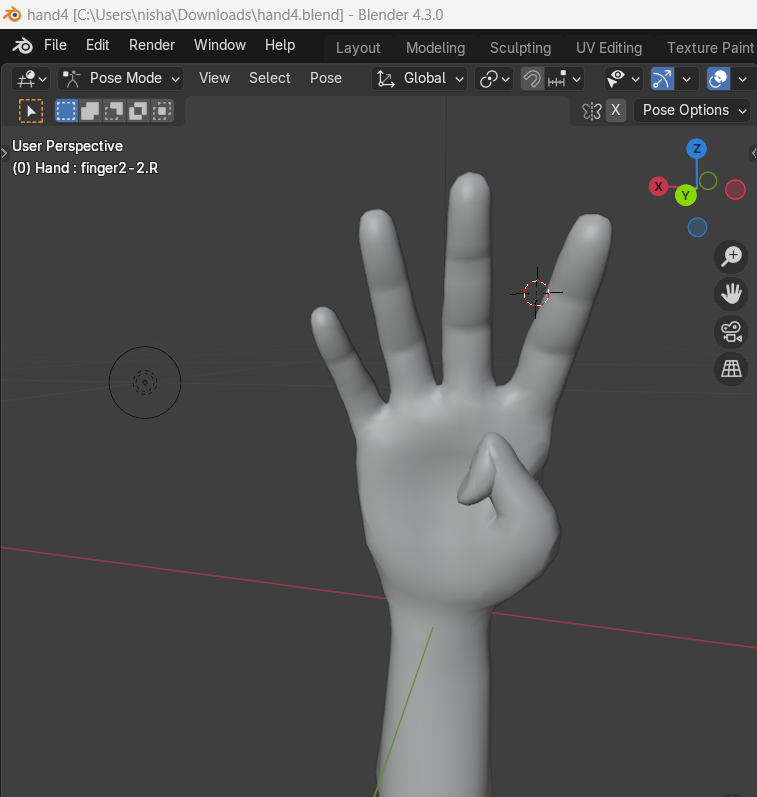 hand4 [C:\Users\nisha\Downloads\hand4.blend] - Blender 4.3.0
File Edit Render Window Help Layout Modeling Sculpting UV Editing Texture Paint
Pose Mode View Select Pose Global
X Pose Options
User Perspective
(0) Hand : finger2-2.R
Z
X
Y